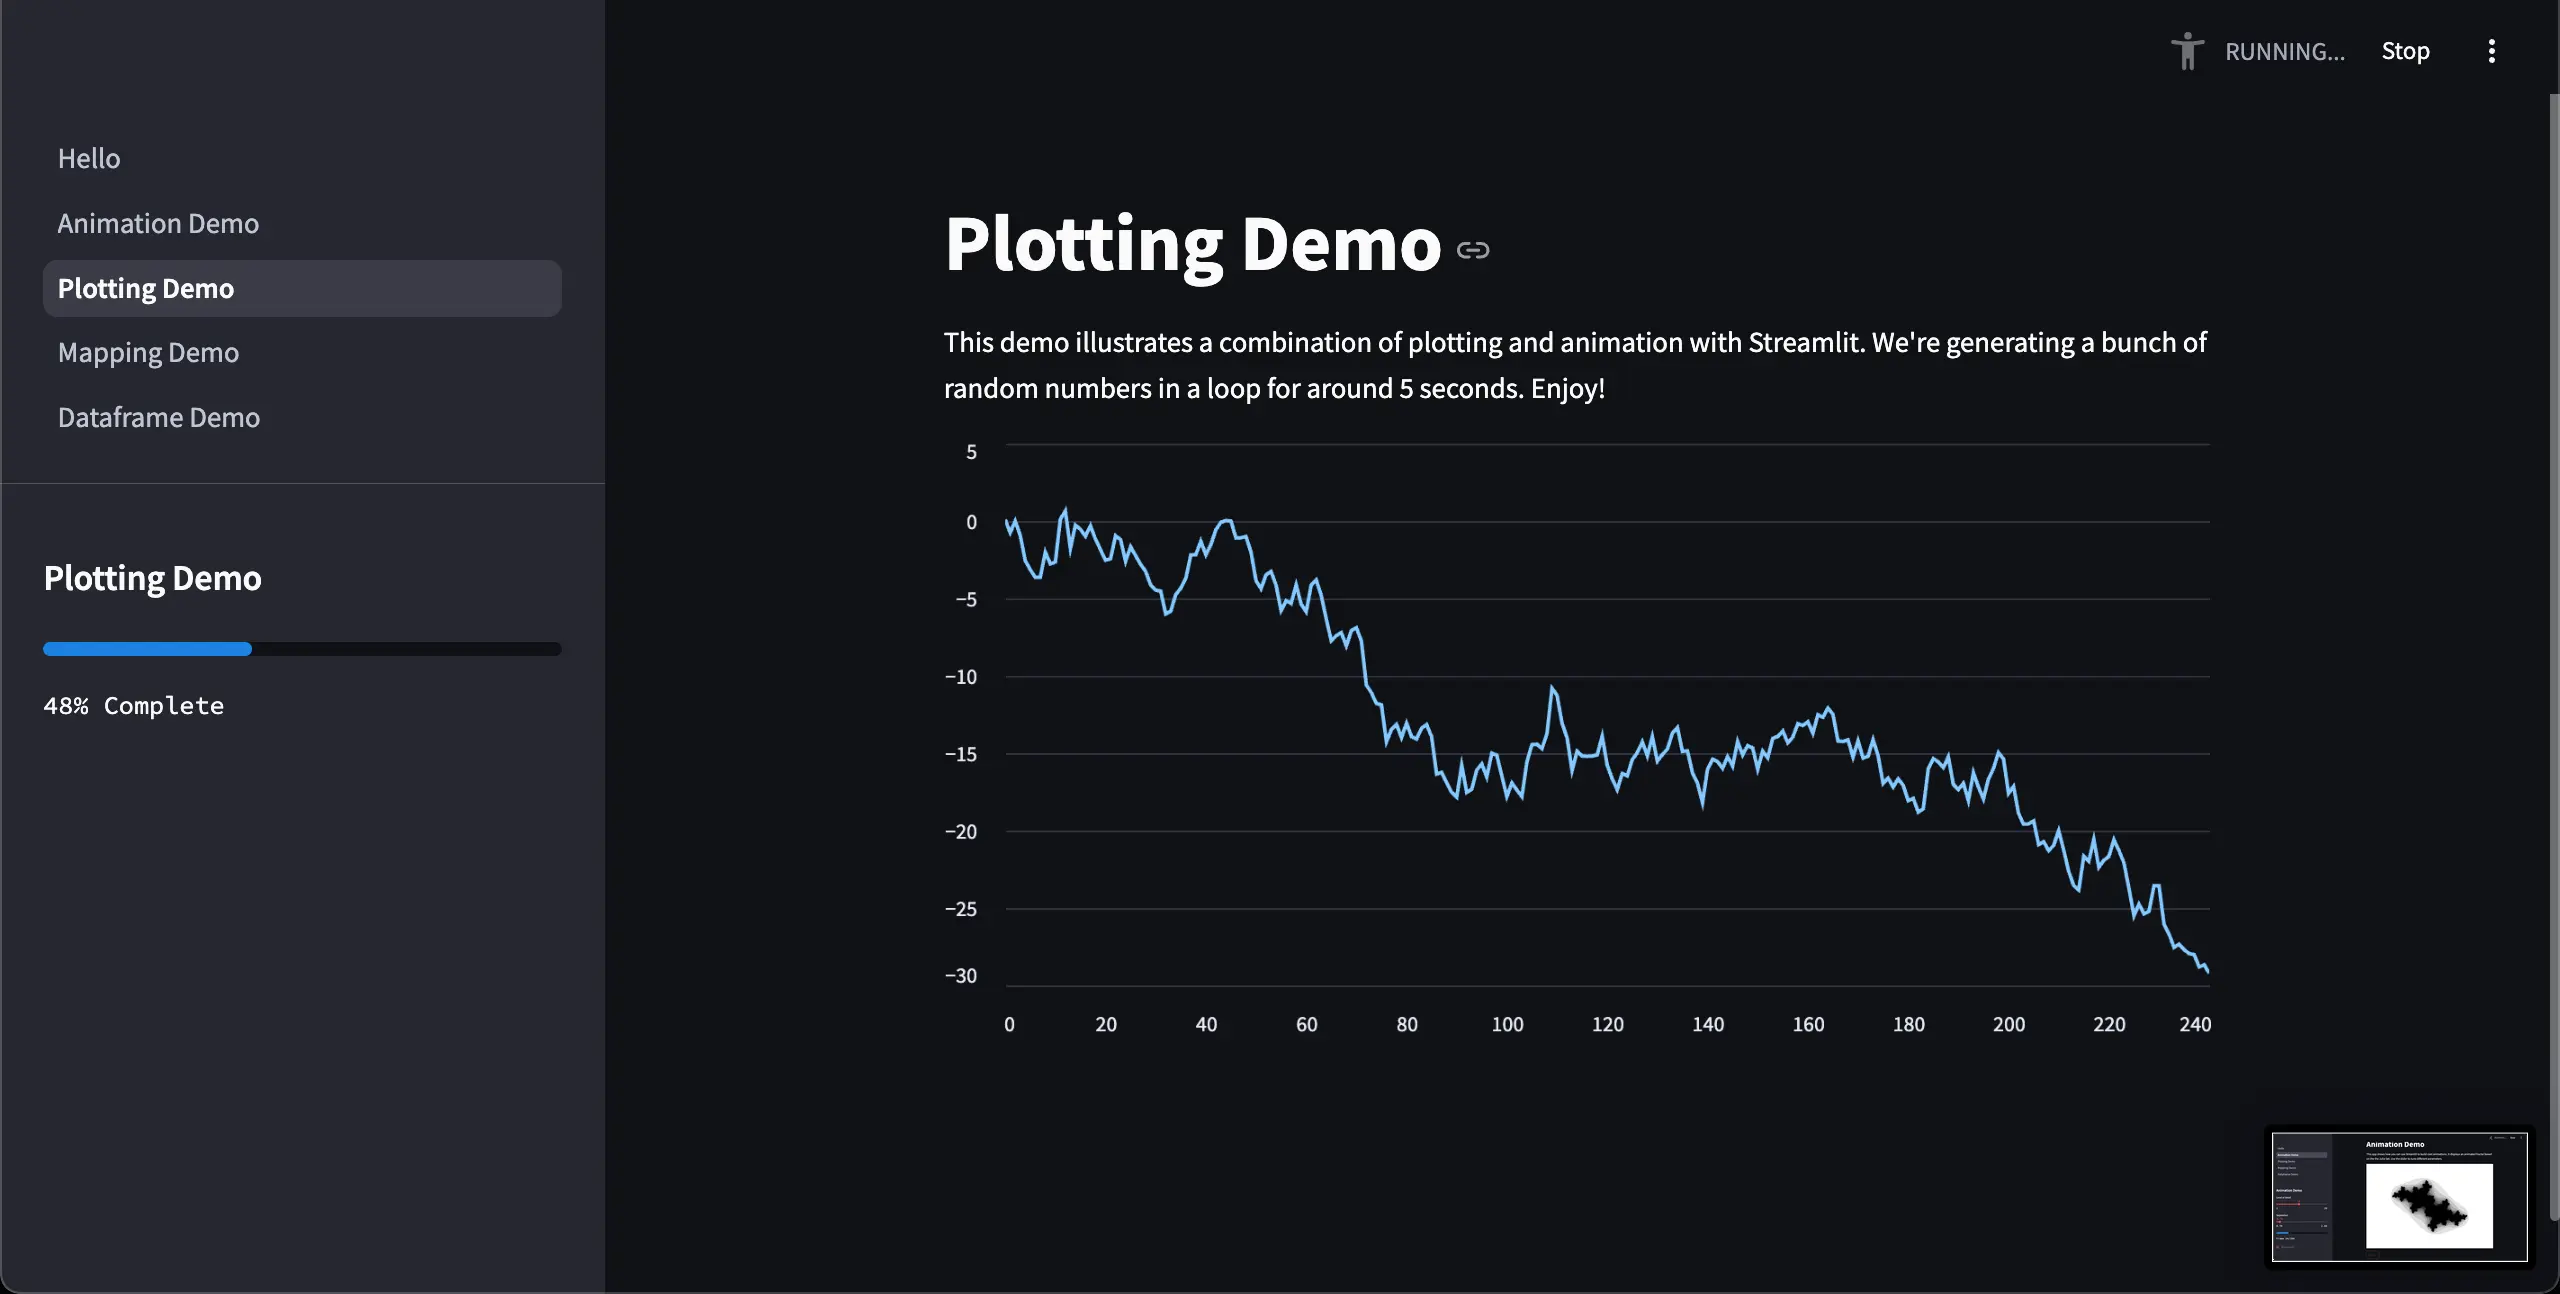 RUNNING...
Stop
Hello
Animation Demo
Plotting Demo
Mapping Demo
Dataframe Demo
Plotting Demo
48% Complete
Plotting Demo
This demo illustrates a combination of plotting and animation with Streamlit. We're generating a bunch of
random numbers in a loop for around 5 seconds. Enjoy!
5
0
−5
−10
−15
−20
−25
−30
0 20 40 60 80 100 120 140 160 180 200 220 240
Animation Demo